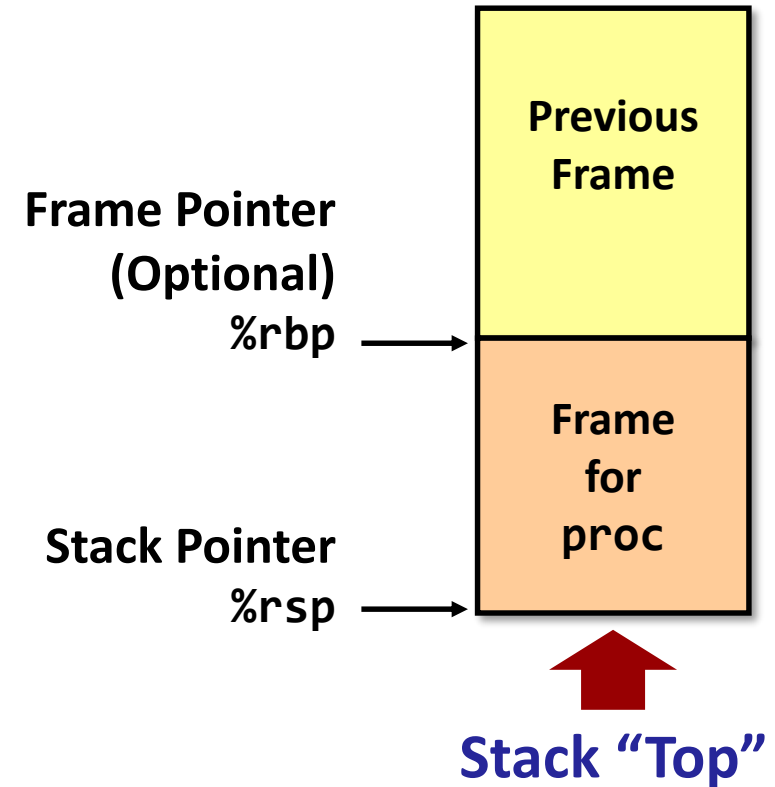 Previous
Frame
Frame Pointer
(Optional)
%rbp
Frame
for
proc
Stack Pointer
%rsp
Stack “Top”